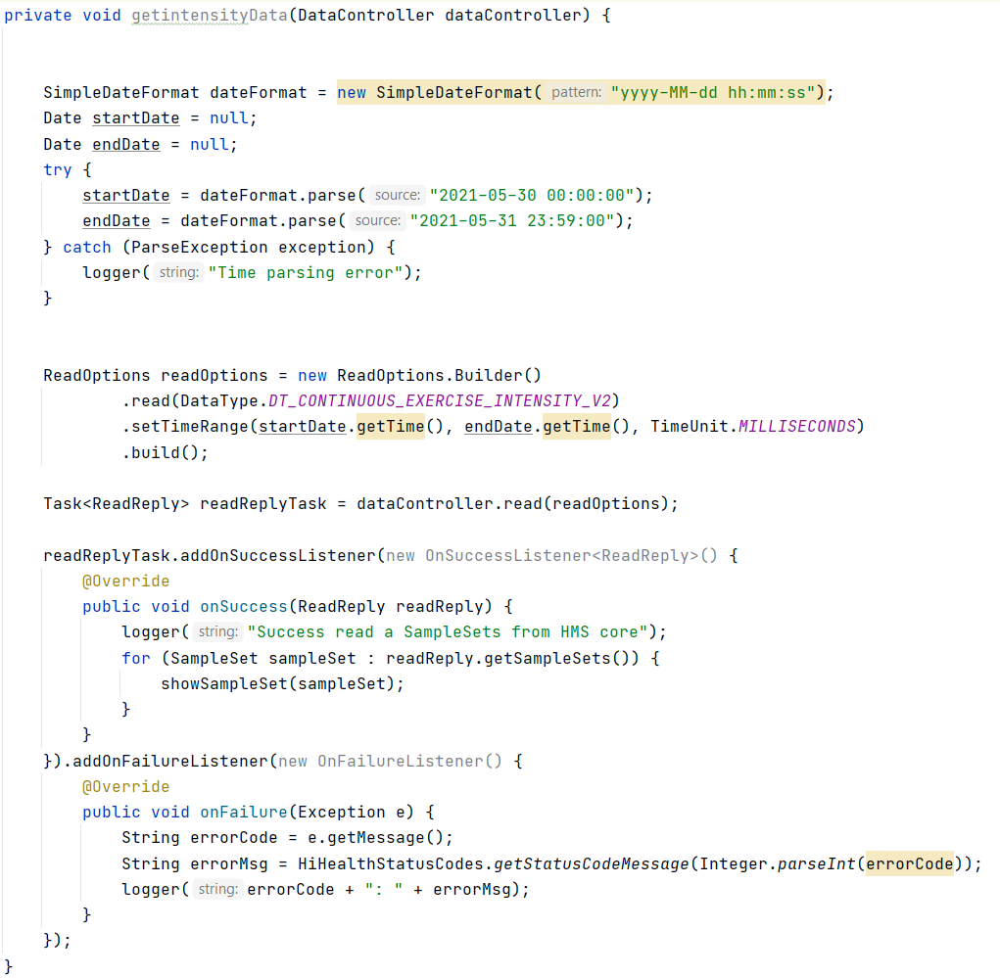 private void getintensityData(DataController dataController) {
SimpleDateFormat dateFormat = new SimpleDateFormat( pattern: "yyyy-MM-dd hh:mm:ss");
Date startDate = null;
Date endDate = null;
try {
startDate = dateFormat.parse( source: "2021-05-30 00:00:00");
endDate = dateFormat.parse( source: "2021-05-31 23:59:00");
} catch (ParseException exception) {
logger( string: "Time parsing error");
}
ReadOptions readOptions = new ReadOptions.Builder()
.read(DataType.DT_CONTINUOUS_EXERCISE_INTENSITY_V2)
.setTimeRange(startDate.getTime(), endDate.getTime(), TimeUnit.MILLISECONDS)
.build();
Task<ReadReply> readReplyTask = dataController.read(readOptions);
readReplyTask.addOnSuccessListener(new OnSuccessListener<ReadReply>() {
@Override
public void onSuccess(ReadReply readReply) {
logger( string: "Success read a SampleSets from HMS core");
for (SampleSet sampleSet : readReply.getSampleSets()) {
showSampleSet(sampleSet);
}
}
}).addOnFailureListener(new OnFailureListener() {
@Override
public void onFailure(Exception e) {
String errorCode = e.getMessage();
String errorMsg = HiHealthStatusCodes.getStatusCodeMessage(Integer.parseInt(errorCode));
logger( string: errorCode + ": " + errorMsg);
}
});
}